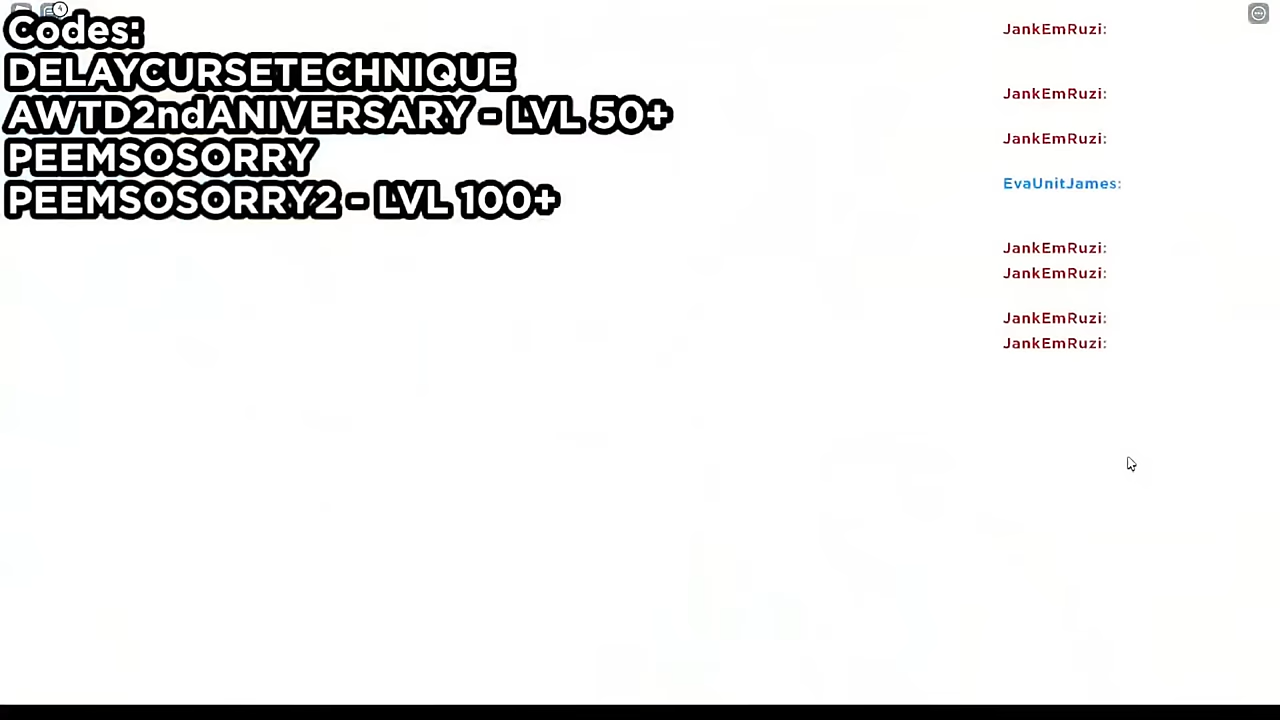 Codes:
DELAYCURSETECHNIQUE
AWTD2ndANIVERSARY - LVL 50+
PEEMSOSORRY
PEEMSOSORRY2 - LVL 100+
JankEmRuzi:
JankEmRuzi:
JankEmRuzi:
EvaUnitJames:
JankEmRuzi:
JankEmRuzi:
JankEmRuzi:
JankEmRuzi: